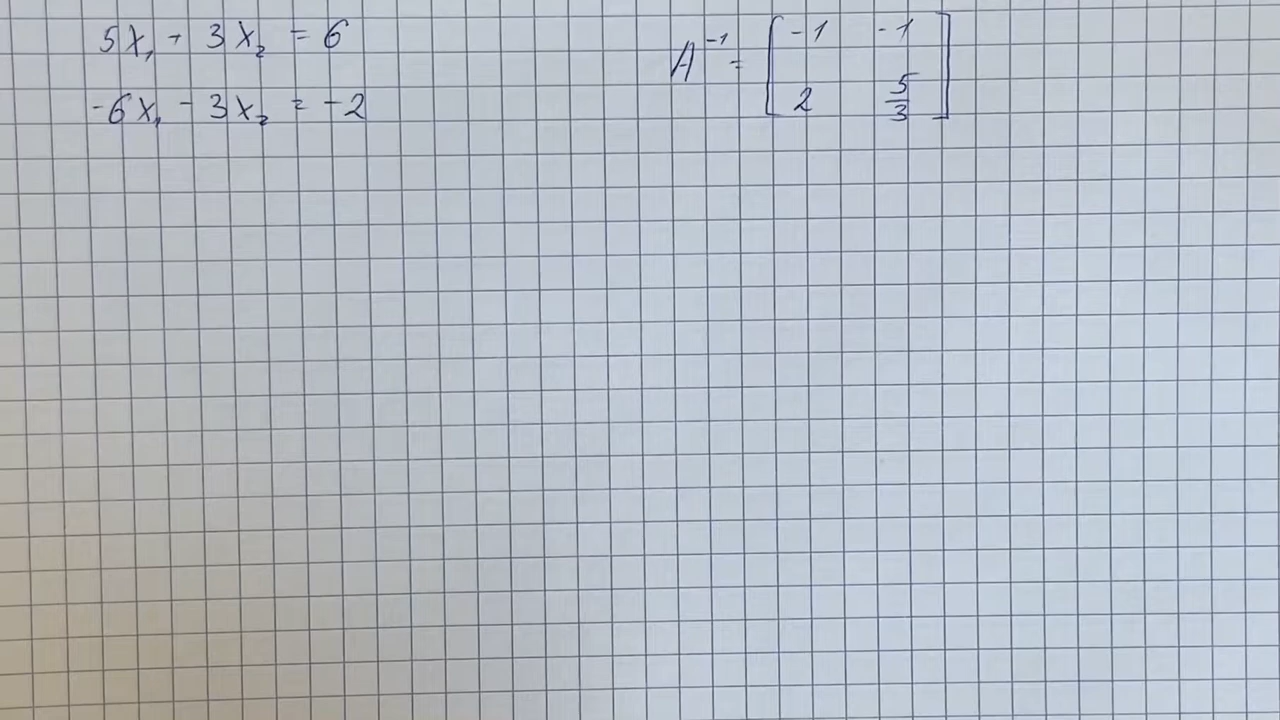 5x₁ + 3x₂ = 6
-6x₁ - 3x₂ = -2
A⁻¹ = [ -1 -1
2 5/3 ]